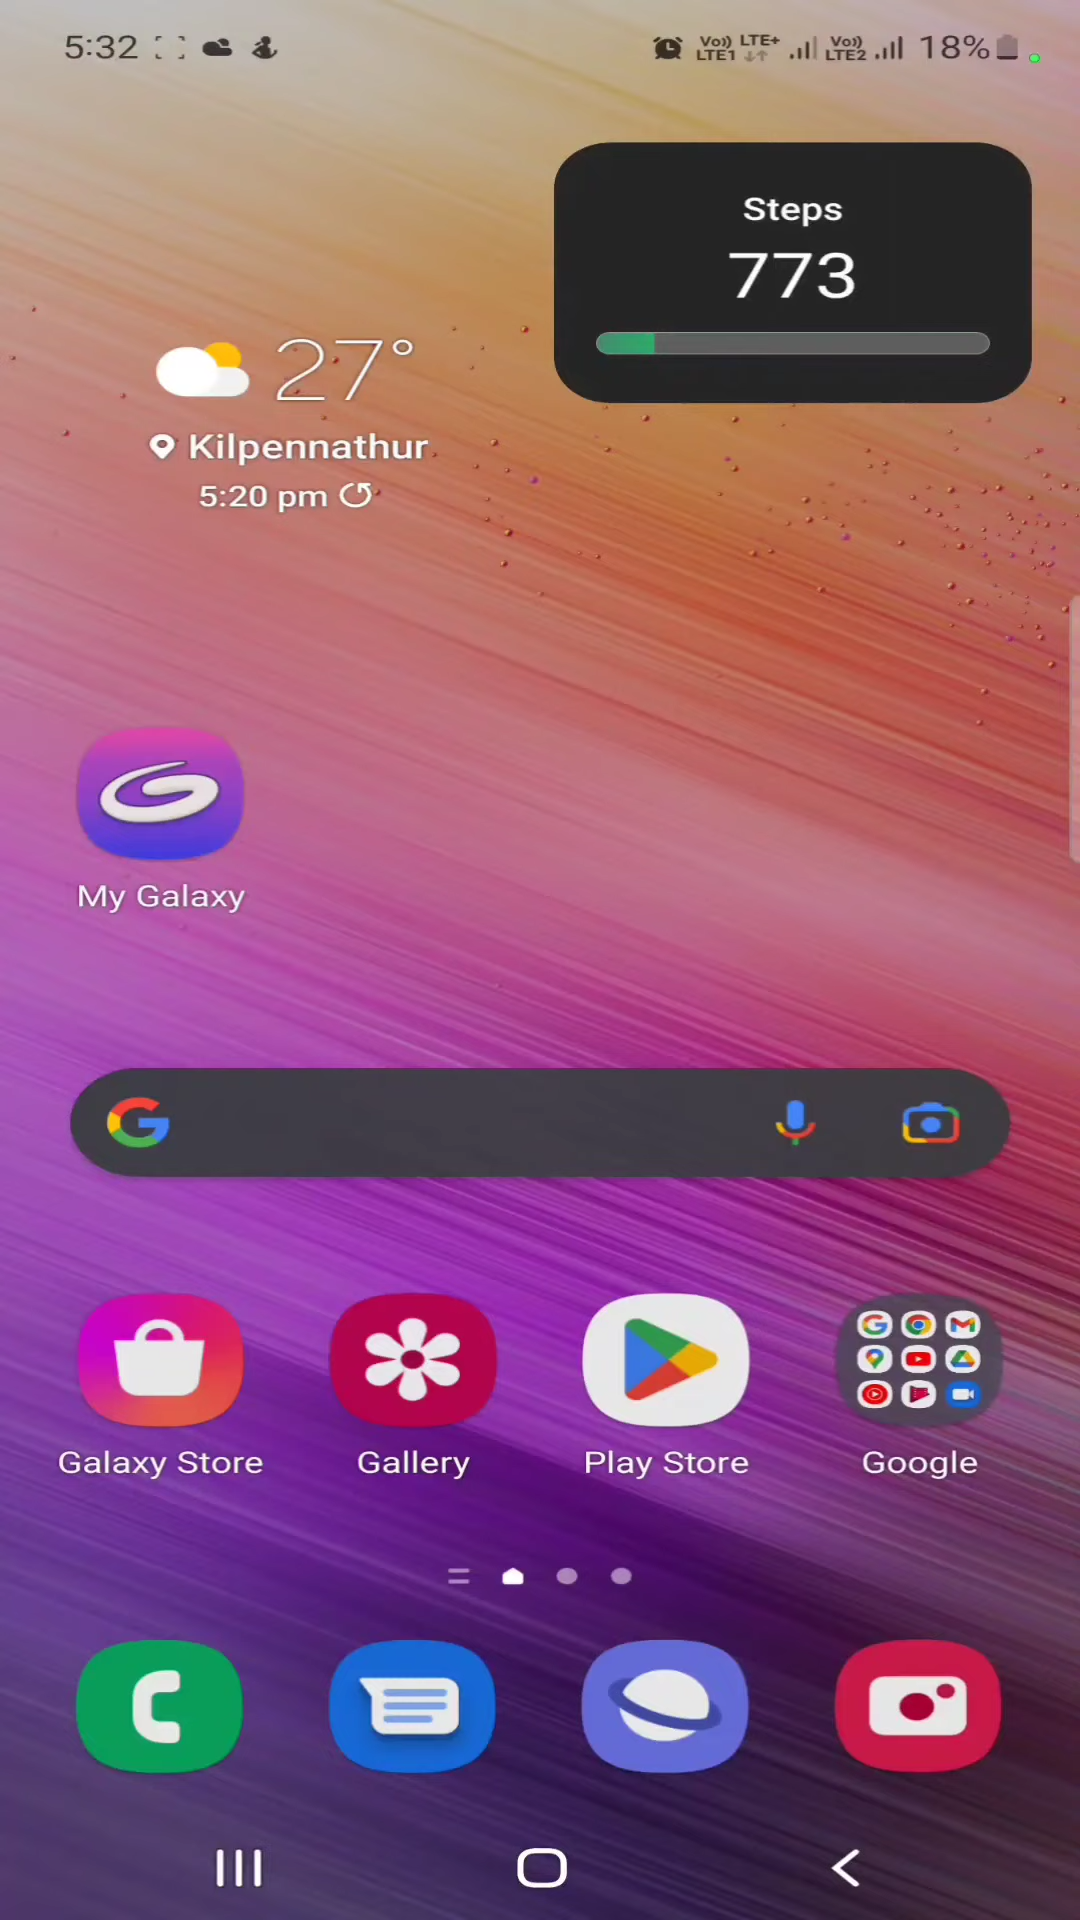 5:32
Vo)) LTE1 LTE+ Vo)) LTE2 18%
Steps
773
27°
Kilpennathur
5:20 pm
My Galaxy
Galaxy Store
Gallery
Play Store
Google